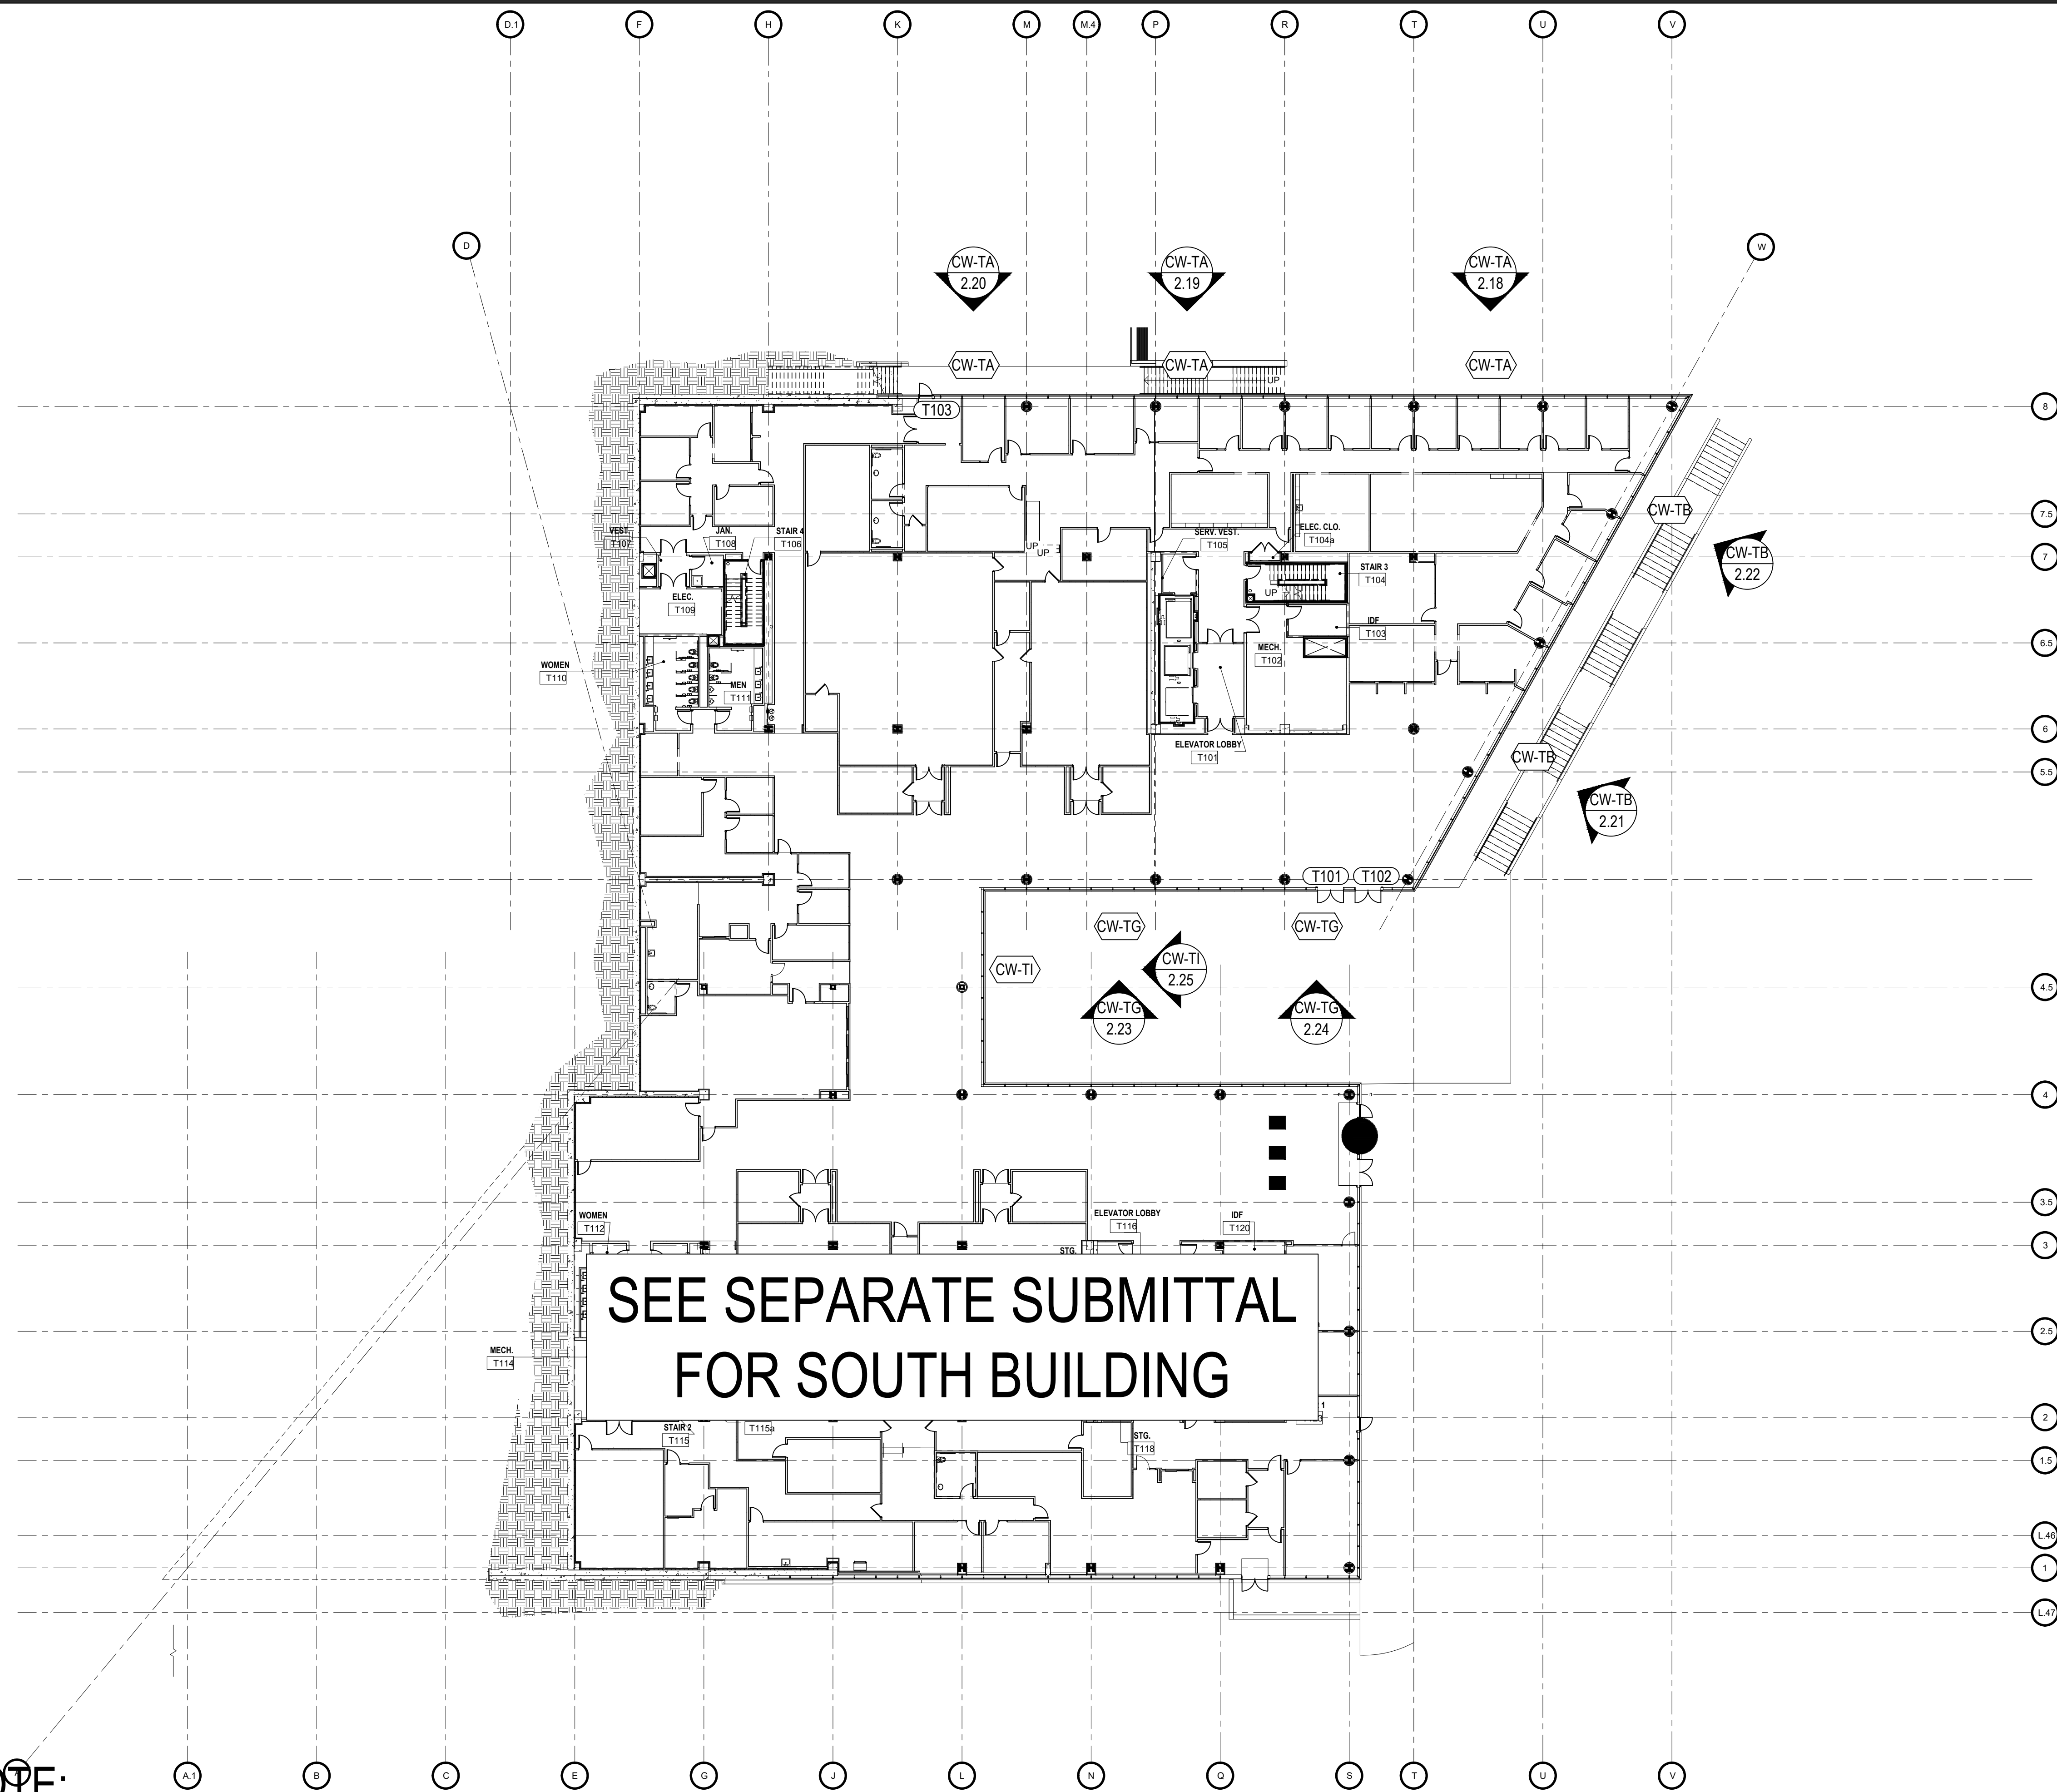 D.1 F H K M M.4 P R T U V
D W
CW-TA
2.20
CW-TA
2.19
CW-TA
2.18
CW-TA CW-TA CW-TA
UP
T103
8
7.5
CW-TB
VEST.
T107
JAN.
T108
STAIR 4
T106
UP
UP
SERV. VEST.
T105
ELEC. CLO.
T104a
7
CW-TB
2.22
STAIR 3
T104
UP
ELEC.
T109
IDF
T103
6.5
MECH.
T102
WOMEN
T110
MEN
T111
6
ELEVATOR LOBBY
T101
CW-TB
5.5
CW-TB
2.21
T101 T102
CW-TG CW-TG
CW-TI
CW-TI
2.25
4.5
CW-TG
2.23
CW-TG
2.24
4
3.5
WOMEN
T112
ELEVATOR LOBBY
T116
IDF
T120
3
STG.
SEE SEPARATE SUBMITTAL
FOR SOUTH BUILDING
2.5
MECH.
T114
1
2
STAIR 2
T115
T115a
STG.
T118
1.5
L.46
1
L.47
OTE:
A.1 B C E G J L N Q S T U V